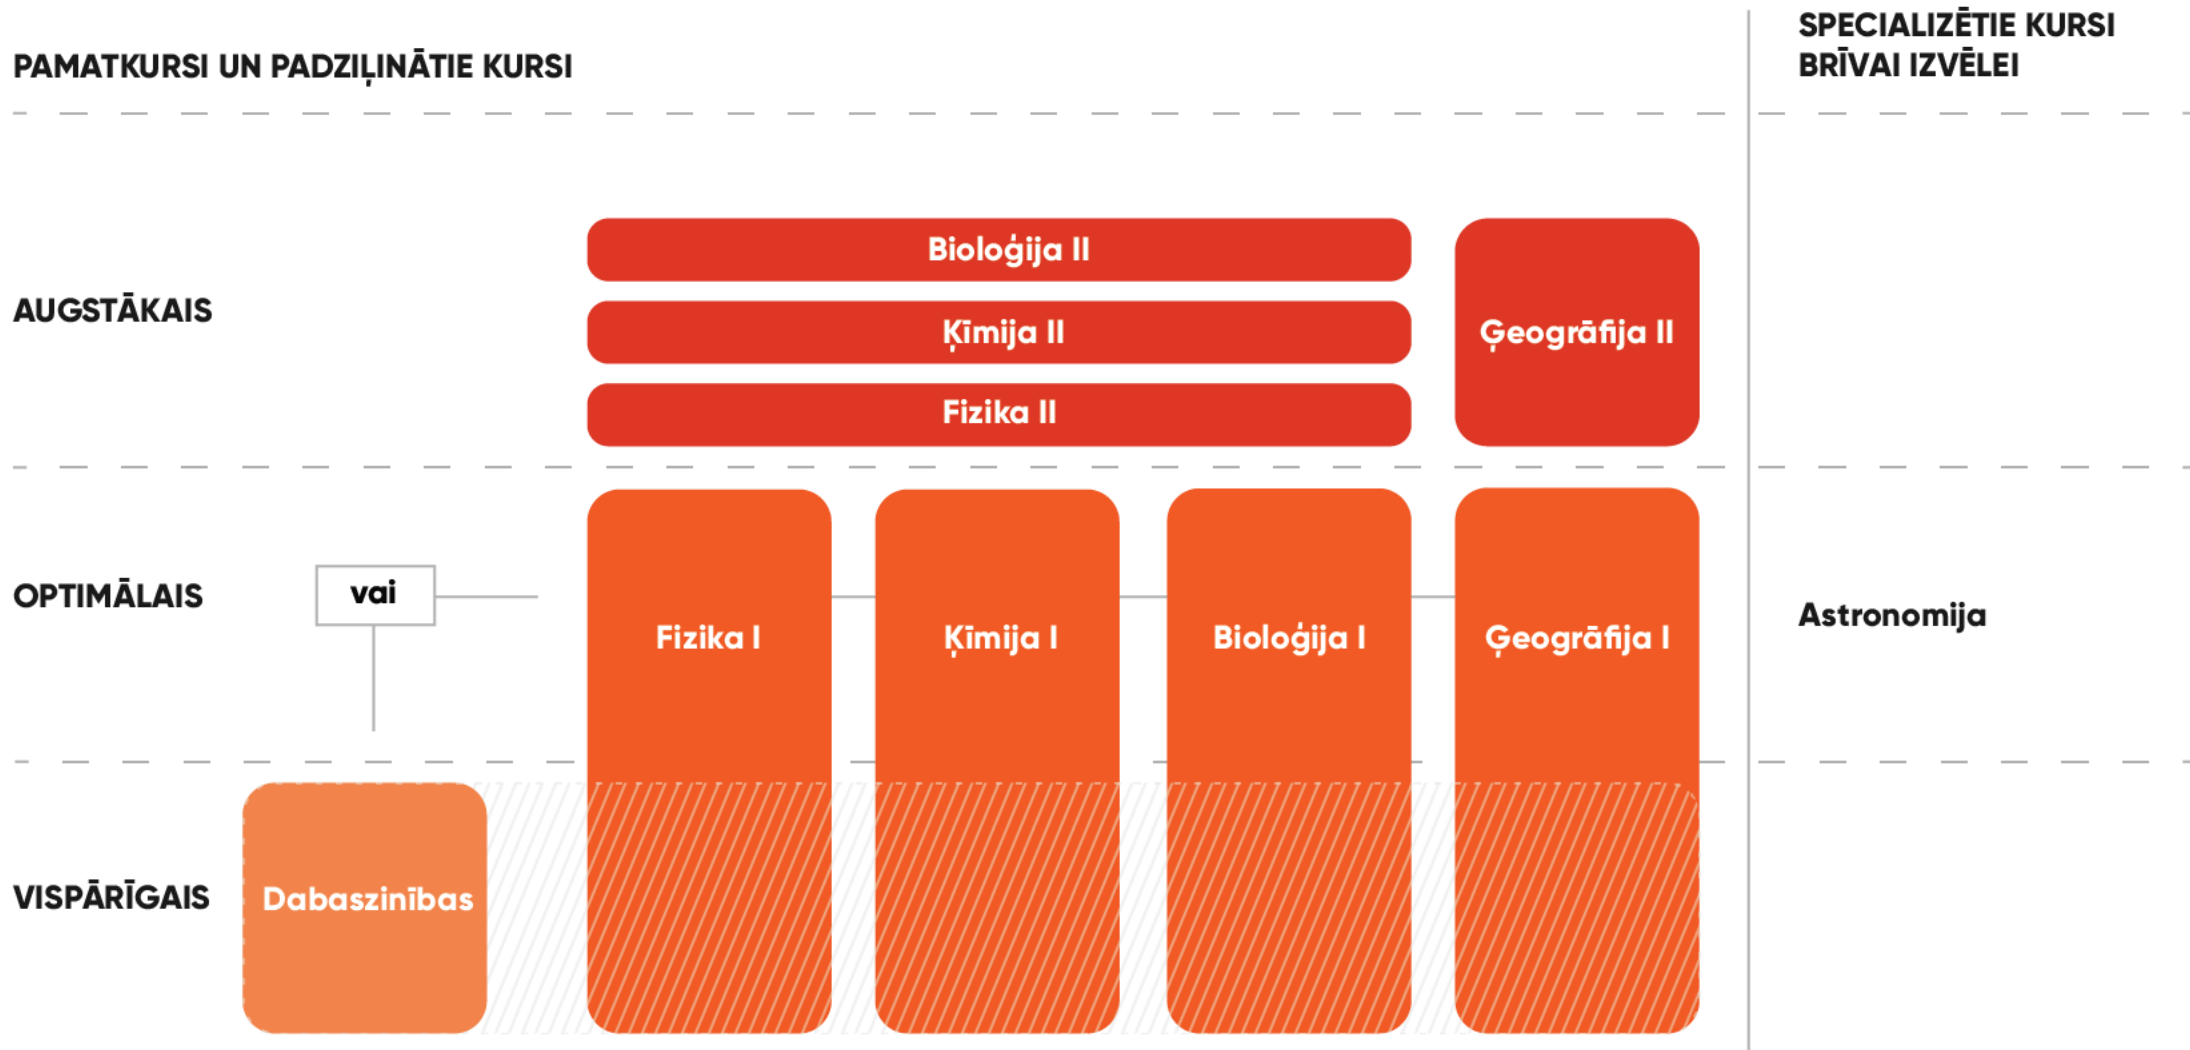 PAMATKURSI UN PADZIĻINĀTIE KURSI
SPECIALIZĒTIE KURSI
BRĪVAI IZVĒLEI
AUGSTĀKAIS
Bioloģija II
Ķīmija II
Fizika II
Ģeogrāfija II
OPTIMĀLAIS
vai
Fizika I
Ķīmija I
Bioloģija I
Ģeogrāfija I
Astronomija
VISPĀRĪGAIS
Dabaszinības